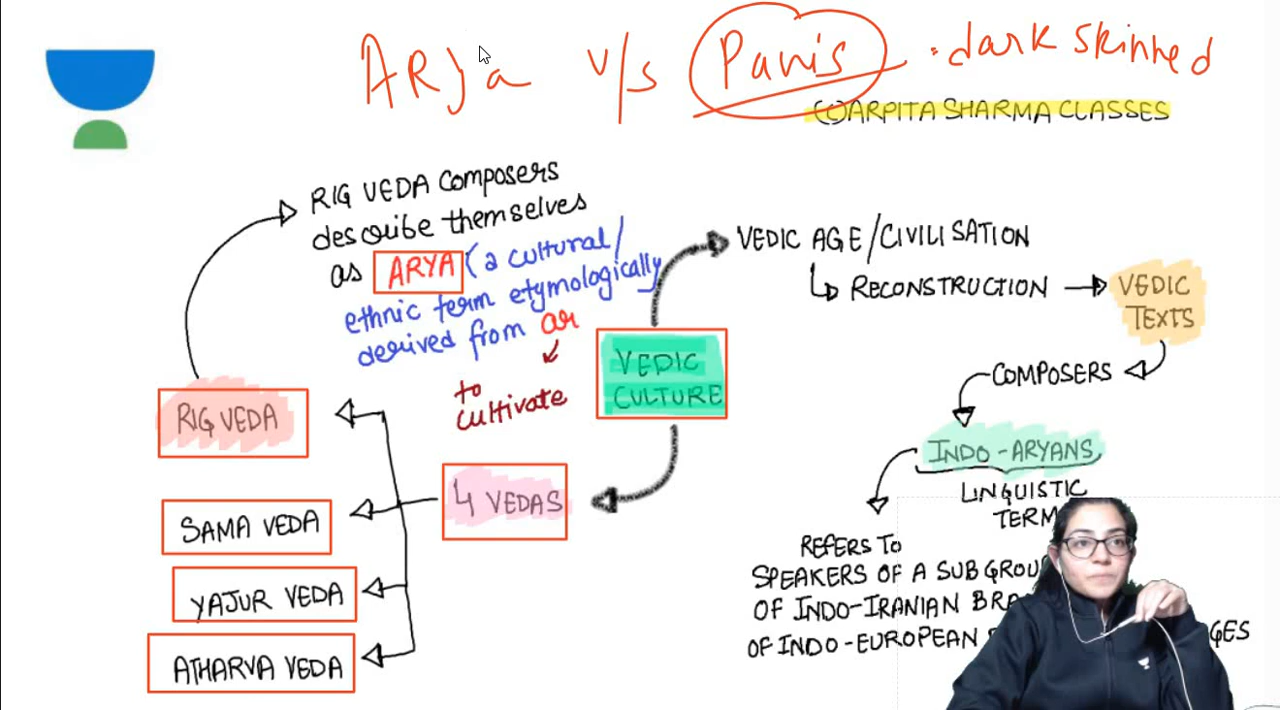 ARya v/s Panis . dark skinned
(C)ARPITA SHARMA CLASSES
RIG VEDA COMPOSERS
describe themselves
as ARYA (a cultural/
ethnic term etymologically
derived from ar
to
cultivate
VEDIC AGE/CIVILISATION
RECONSTRUCTION
VEDIC
TEXTS
COMPOSERS
INDO-ARYANS
LINGUISTIC
TERM
REFERS TO
SPEAKERS OF A SUBGROU
OF INDO-IRANIAN BRA
OF INDO-EUROPEAN GES
VEDIC
CULTURE
4 VEDAS
RIG VEDA
SAMA VEDA
YAJUR VEDA
ATHARVA VEDA